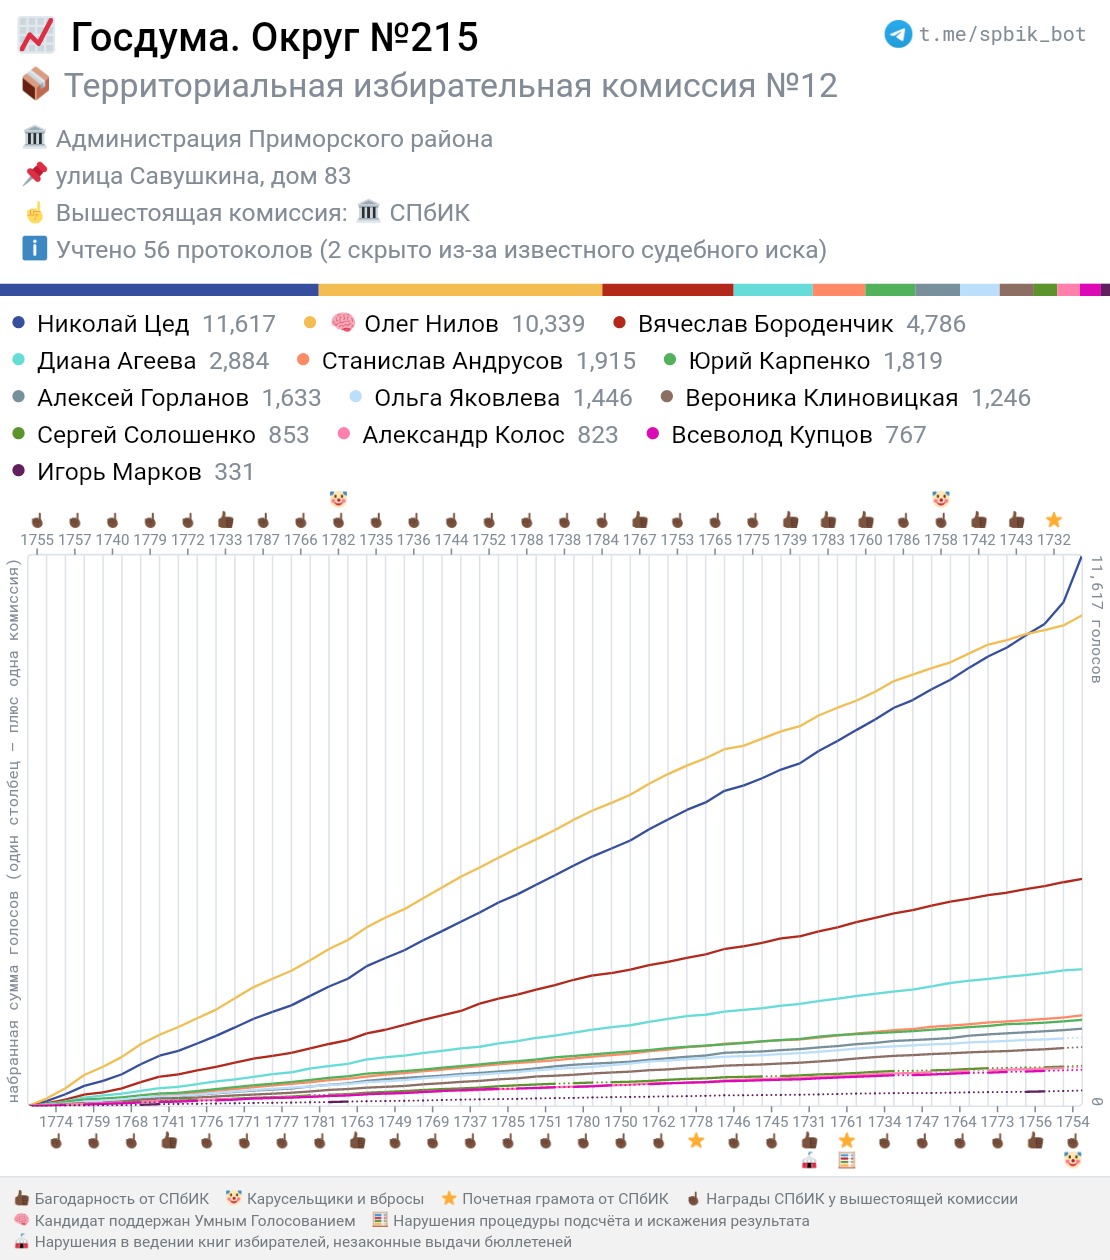 Госдума. Округ №215
t.me/spbik_bot
Территориальная избирательная комиссия №12
Администрация Приморского района
улица Савушкина, дом 83
Вышестоящая комиссия: СПбИК
Учтено 56 протоколов (2 скрыто из-за известного судебного иска)
Николай Цед 11,617 Олег Нилов 10,339 Вячеслав Бороденчик 4,786
Диана Агеева 2,884 Станислав Андрусов 1,915 Юрий Карпенко 1,819
Алексей Горланов 1,633 Ольга Яковлева 1,446 Вероника Клиновицкая 1,246
Сергей Солошенко 853 Александр Колос 823 Всеволод Купцов 767
Игорь Марков 331
1755 1757 1740 1779 1772 1733 1787 1766 1782 1735 1736 1744 1752 1788 1738 1784 1767 1753 1765 1775 1739 1783 1760 1786 1758 1742 1743 1732
набранная сумма голосов (один столбец – плюс одна комиссия)
11,617 голосов
0
1774 1759 1768 1741 1776 1771 1777 1781 1763 1749 1769 1737 1785 1751 1780 1750 1762 1778 1746 1745 1731 1761 1734 1747 1764 1773 1756 1754
Багодарность от СПбИК Карусельщики и вбросы Почетная грамота от СПбИК Награды СПбИК у вышестоящей комиссии
Кандидат поддержан Умным Голосованием Нарушения процедуры подсчёта и искажения результата
Нарушения в ведении книг избирателей, незаконные выдачи бюллетеней